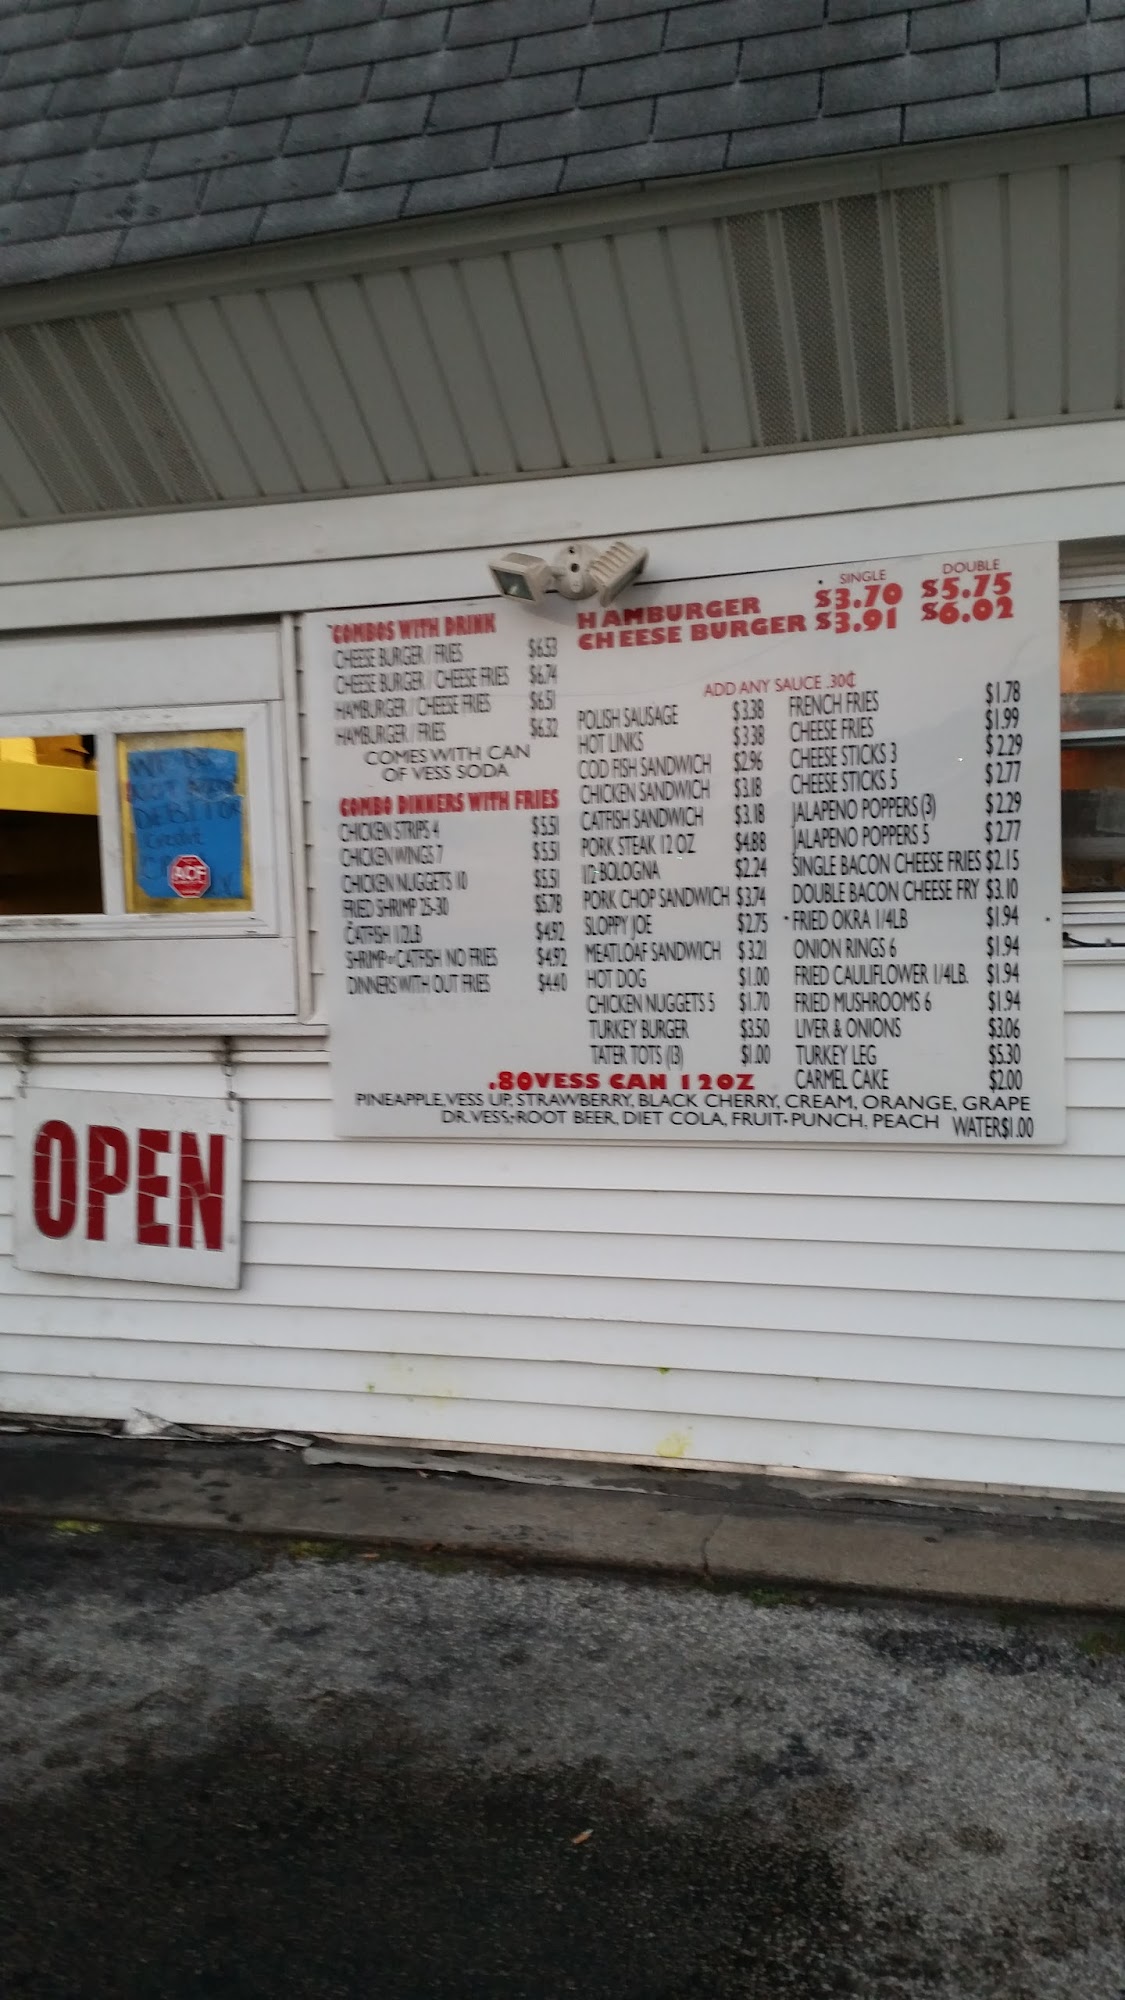 COMBOS WITH DRINK
CHEESE BURGER / FRIES $6.53
CHEESE BURGER / CHEESE FRIES $6.74
HAMBURGER / CHEESE FRIES $6.51
HAMBURGER / FRIES $6.32
COMES WITH CAN
OF VESS SODA
COMBO DINNERS WITH FRIES
CHICKEN STRIPS 4 $5.51
CHICKEN WINGS 7 $5.51
CHICKEN NUGGETS 10 $5.51
FRIED SHRIMP 25-30 $5.78
CATFISH 1/2LB $4.92
SHRIMP CATFISH NO FRIES $4.92
DINNERS WITH OUT FRIES $4.40
SINGLE DOUBLE
HAMBURGER $3.70 $5.75
CHEESE BURGER $3.91 $6.02
ADD ANY SAUCE .30¢
POLISH SAUSAGE $3.38
HOT LINKS $3.38
COD FISH SANDWICH $2.96
CHICKEN SANDWICH $3.18
CATFISH SANDWICH $3.18
PORK STEAK 12 OZ $4.88
1/2 BOLOGNA $2.24
PORK CHOP SANDWICH $3.74
SLOPPY JOE $2.75
MEATLOAF SANDWICH $3.21
HOT DOG $1.00
CHICKEN NUGGETS 5 $1.70
TURKEY BURGER $3.50
TATER TOTS (13) $1.00
FRENCH FRIES $1.78
CHEESE FRIES $1.99
CHEESE STICKS 3 $2.29
CHEESE STICKS 5 $2.77
JALAPENO POPPERS (3) $2.29
JALAPENO POPPERS 5 $2.77
SINGLE BACON CHEESE FRIES $2.15
DOUBLE BACON CHEESE FRY $3.10
FRIED OKRA 1/4LB $1.94
ONION RINGS 6 $1.94
FRIED CAULIFLOWER 1/4LB. $1.94
FRIED MUSHROOMS 6 $1.94
LIVER & ONIONS $3.06
TURKEY LEG $5.30
CARMEL CAKE $2.00
.80 VESS CAN 12OZ
PINEAPPLE, VESS UP, STRAWBERRY, BLACK CHERRY, CREAM, ORANGE, GRAPE
DR. VESS, ROOT BEER, DIET COLA, FRUIT PUNCH, PEACH WATER $1.00
WE DO
DEBIT OR
Credit
ADT
OPEN